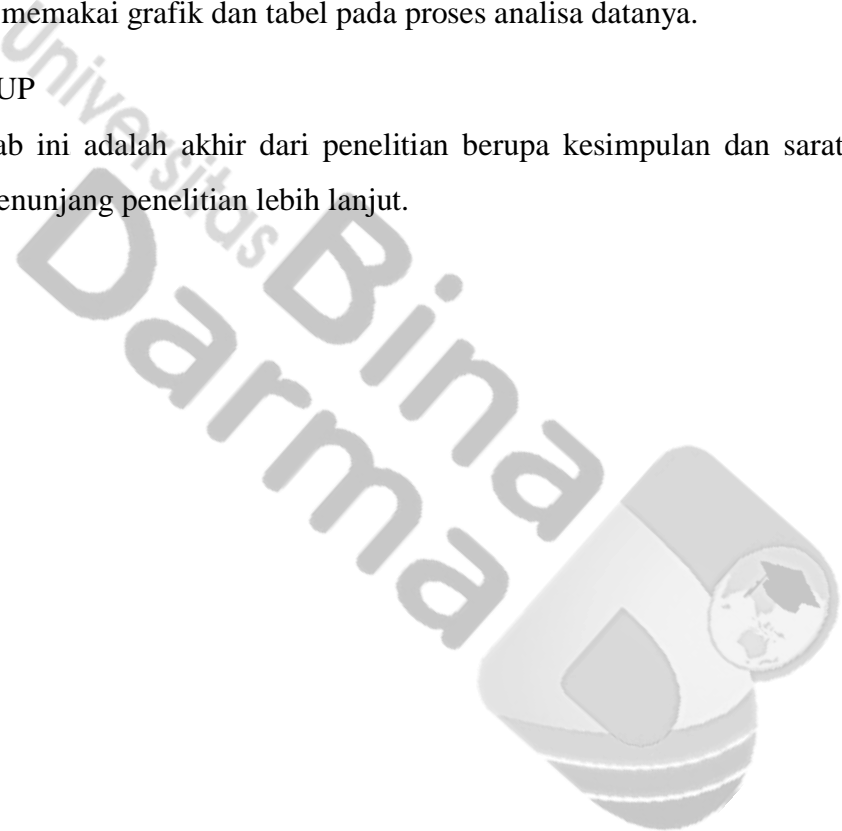 memakai grafik dan tabel pada proses analisa datanya.
UP
ab ini adalah akhir dari penelitian berupa kesimpulan dan sarat
enunjang penelitian lebih lanjut.
Universitas
Bina
Darma